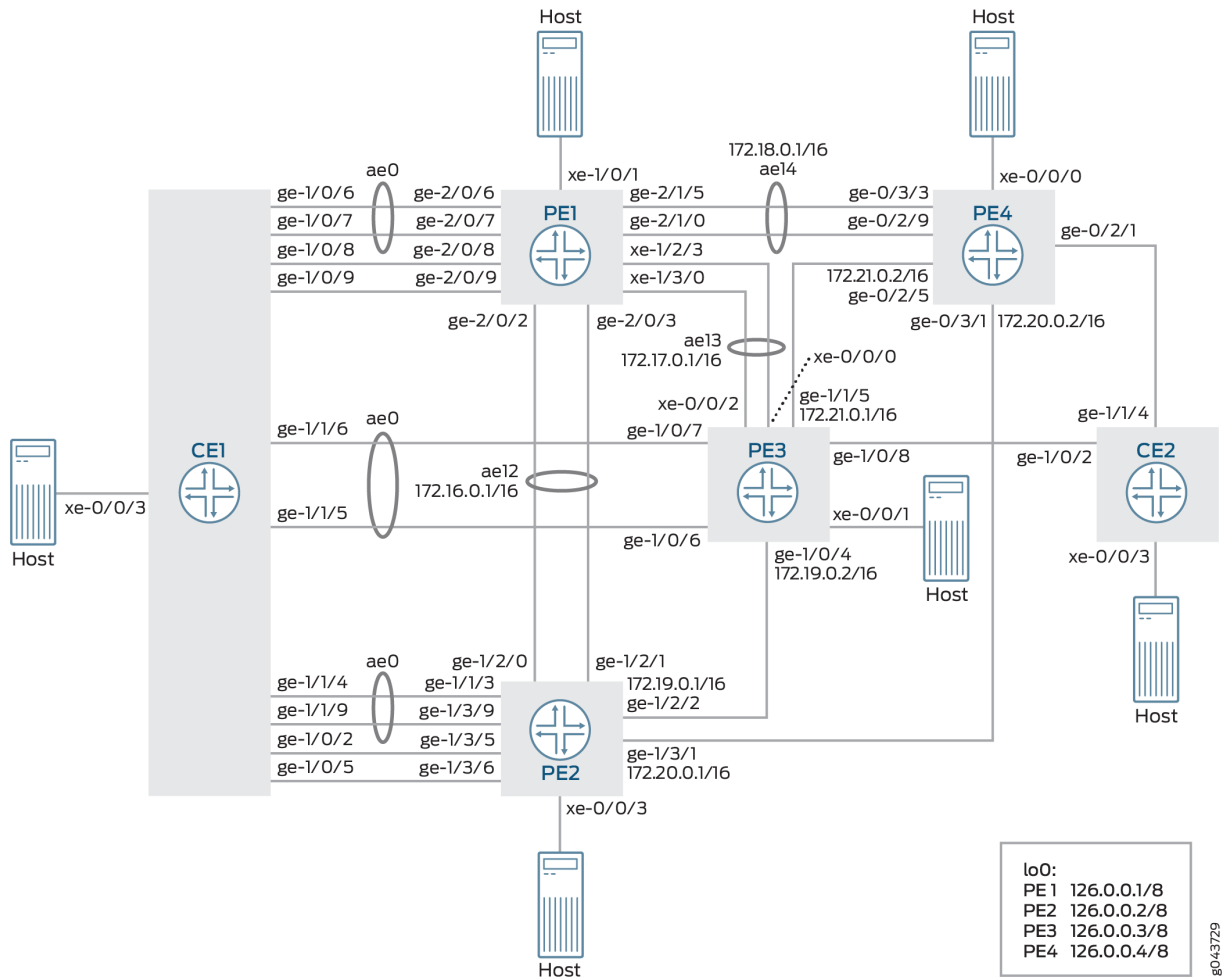 Host
Host
172.18.0.1/16
ae14
ae0
xe-1/0/1
xe-0/0/0
ge-1/0/6
ge-2/0/6
ge-2/1/5
ge-0/3/3
PE1
PE4
ge-1/0/7
ge-2/0/7
ge-2/1/0
ge-0/2/9
ge-0/2/1
ge-1/0/8
ge-2/0/8
xe-1/2/3
172.21.0.2/16
ge-1/0/9
ge-2/0/9
xe-1/3/0
ge-0/2/5
ge-2/0/2
ge-2/0/3
ge-0/3/1
172.20.0.2/16
ae13
172.17.0.1/16
xe-0/0/0
xe-0/0/2
ge-1/1/5
172.21.0.1/16
ge-1/1/4
ae0
ge-1/1/6
ge-1/0/7
CE1
PE3
ge-1/0/8
ge-1/0/2
CE2
ae12
172.16.0.1/16
xe-0/0/3
ge-1/1/5
ge-1/0/6
xe-0/0/1
Host
ge-1/0/4
172.19.0.2/16
xe-0/0/3
Host
ae0
ge-1/2/0
ge-1/2/1
ge-1/1/4
ge-1/1/3
172.19.0.1/16
ge-1/1/9
ge-1/3/9
ge-1/2/2
Host
ge-1/0/2
ge-1/3/5
ge-1/3/1
ge-1/0/5
ge-1/3/6
PE2
172.20.0.1/16
xe-0/0/3
Host
lo0:
PE 1 126.0.0.1/8
PE2 126.0.0.2/8
PE3 126.0.0.3/8
PE4 126.0.0.4/8
g043729